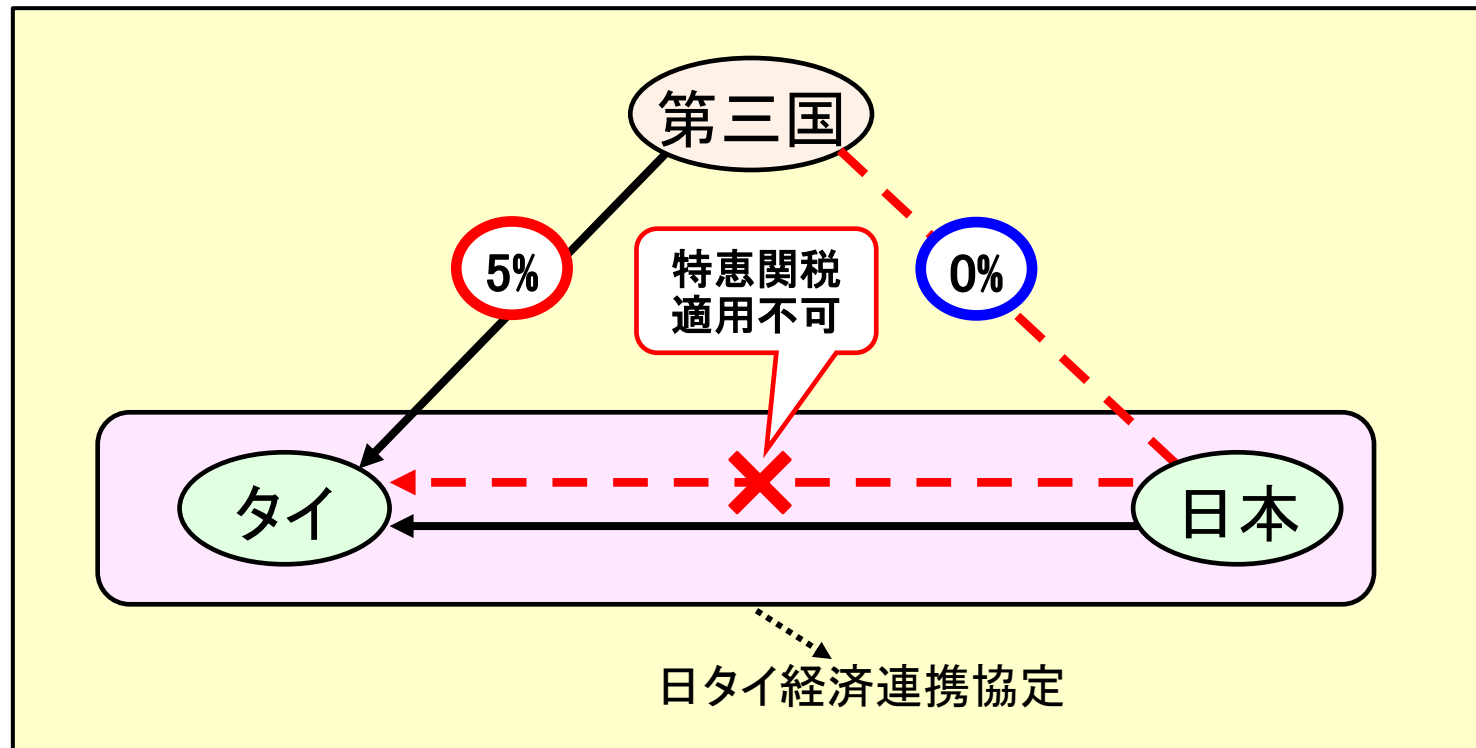 第三国
5%
特恵関税
適用不可
0%
タイ
日本
日タイ経済連携協定